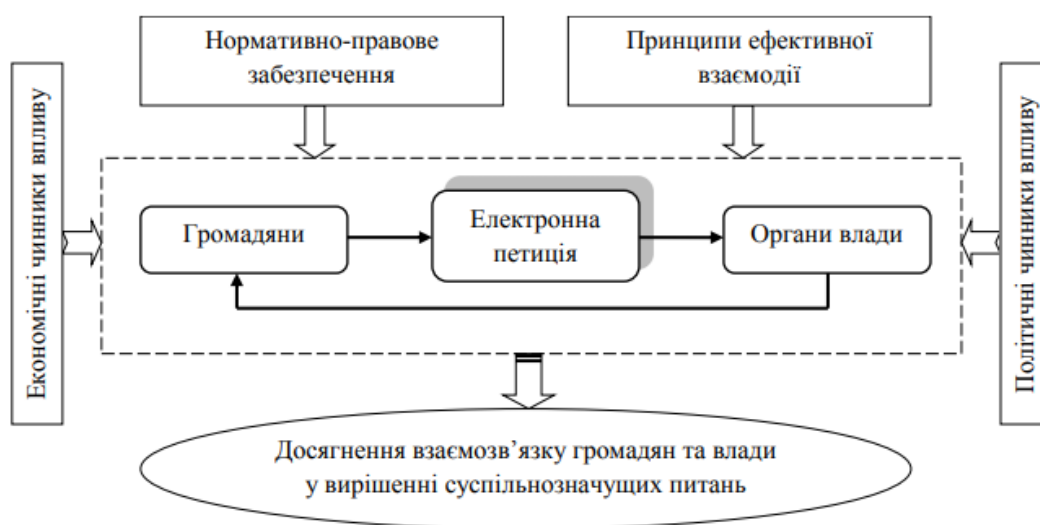 Нормативно-правове
забезпечення
Принципи ефективної
взаємодії
Економічні чинники впливу
Громадяни
Електронна
петиція
Органи влади
Політичні чинники впливу
Досягнення взаємозв’язку громадян та влади
у вирішенні суспільнозначущих питань